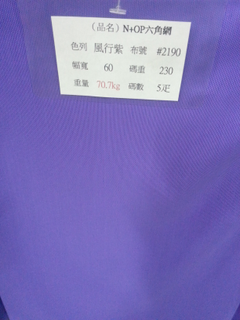 (品名) N+OP六角網
色列 風行紫 布號 #2190
幅寬 60 碼重 230
重量 70.7kg 碼數 5疋